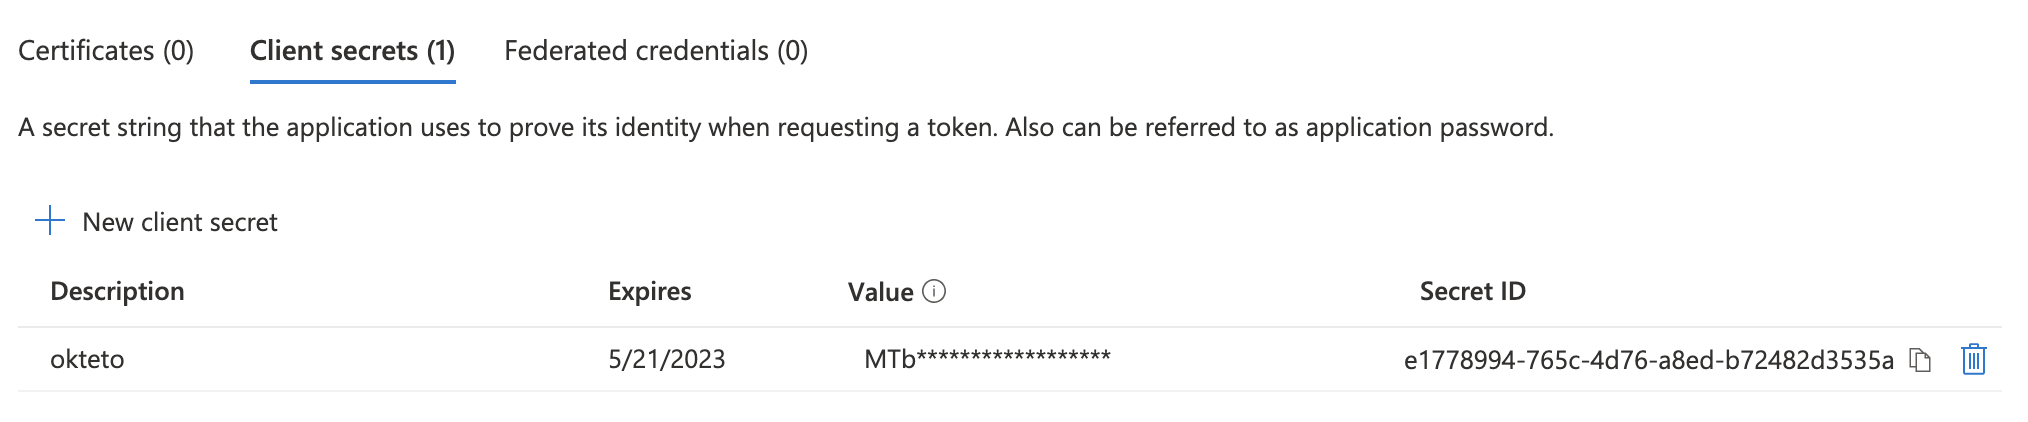 Certificates (0) Client secrets (1) Federated credentials (0)
A secret string that the application uses to prove its identity when requesting a token. Also can be referred to as application password.
New client secret
Description Expires Value Secret ID
okteto 5/21/2023 MTb****************** e1778994-765c-4d76-a8ed-b72482d3535a